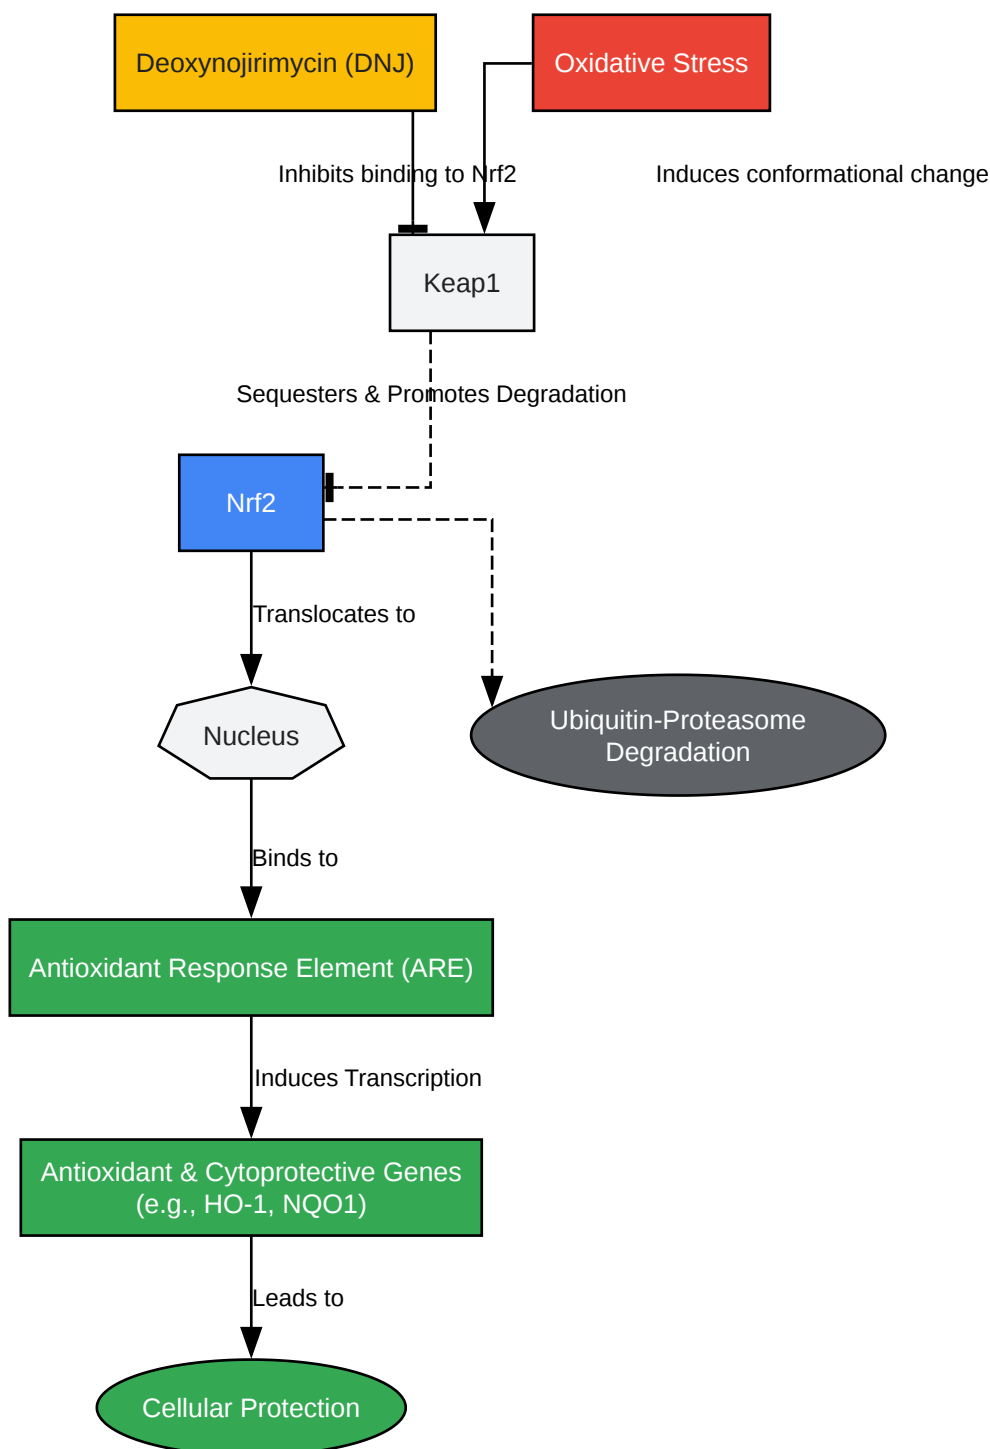 Deoxynojirimycin (DNJ)
Oxidative Stress
Inhibits binding to Nrf2
Induces conformational change
Keap1
Sequesters & Promotes Degradation
Nrf2
Translocates to
Nucleus
Ubiquitin-Proteasome
Degradation
Binds to
Antioxidant Response Element (ARE)
Induces Transcription
Antioxidant & Cytoprotective Genes
(e.g., HO-1, NQO1)
Leads to
Cellular Protection